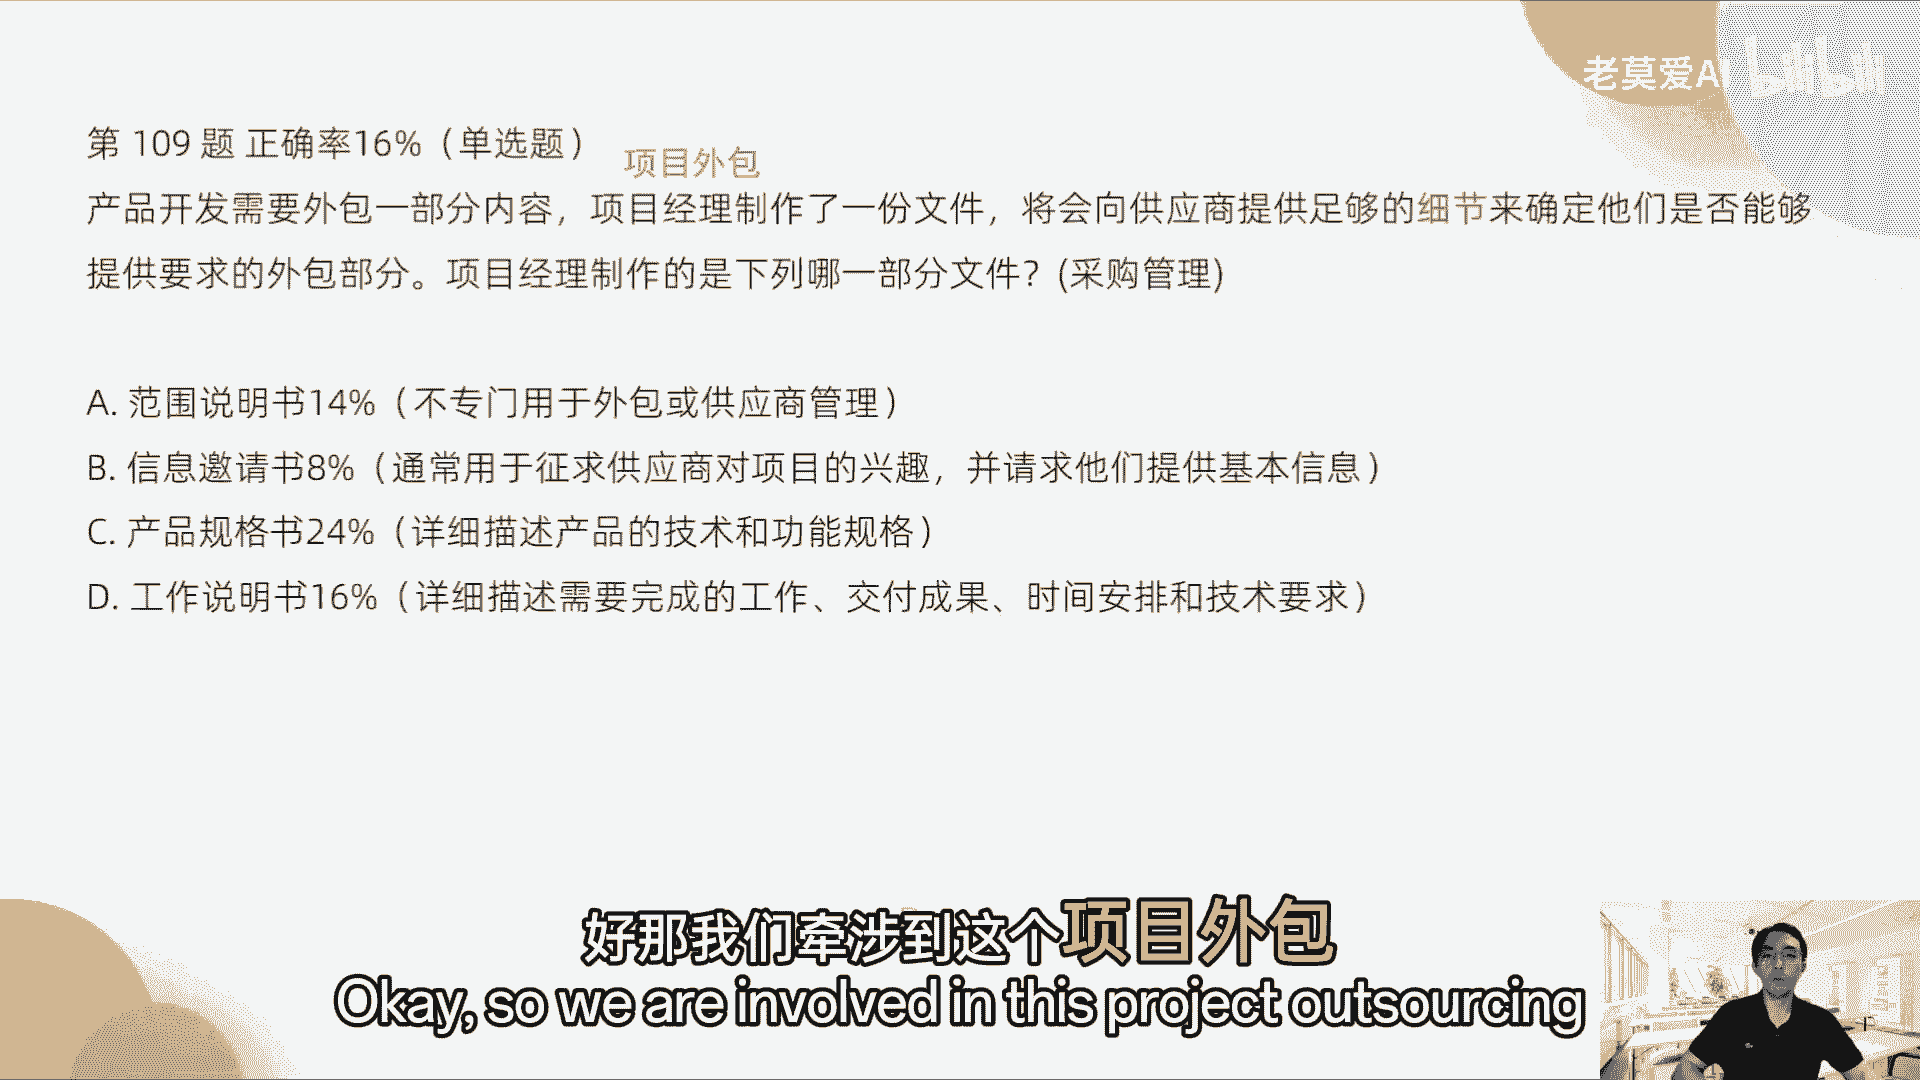 老莫爱AI bilibili
第 109 题 正确率16%（单选题）
项目外包
产品开发需要外包一部分内容，项目经理制作了一份文件，将会向供应商提供足够的细节来确定他们是否能够
提供要求的外包部分。项目经理制作的是下列哪一部分文件？(采购管理)
A. 范围说明书14%（不专门用于外包或供应商管理）
B. 信息邀请书8%（通常用于征求供应商对项目的兴趣，并请求他们提供基本信息）
C. 产品规格书24%（详细描述产品的技术和功能规格）
D. 工作说明书16%（详细描述需要完成的工作、交付成果、时间安排和技术要求）
好那我们牵涉到这个项目外包
Okay, so we are involved in this project outsourcing